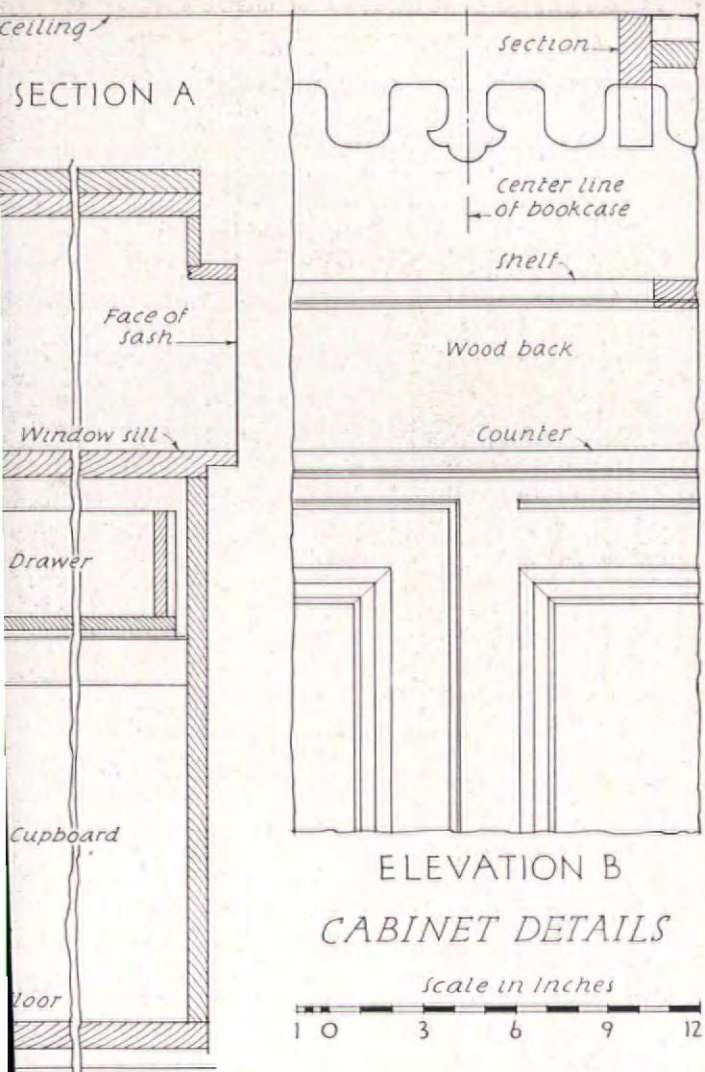 ceiling
SECTION A
Face of
sash
Window sill
Drawer
Cupboard
loor
Section
Center line
of bookcase
Shelf
Wood back
Counter
ELEVATION B
CABINET DETAILS
Scale in Inches
1 0 3 6 9 12